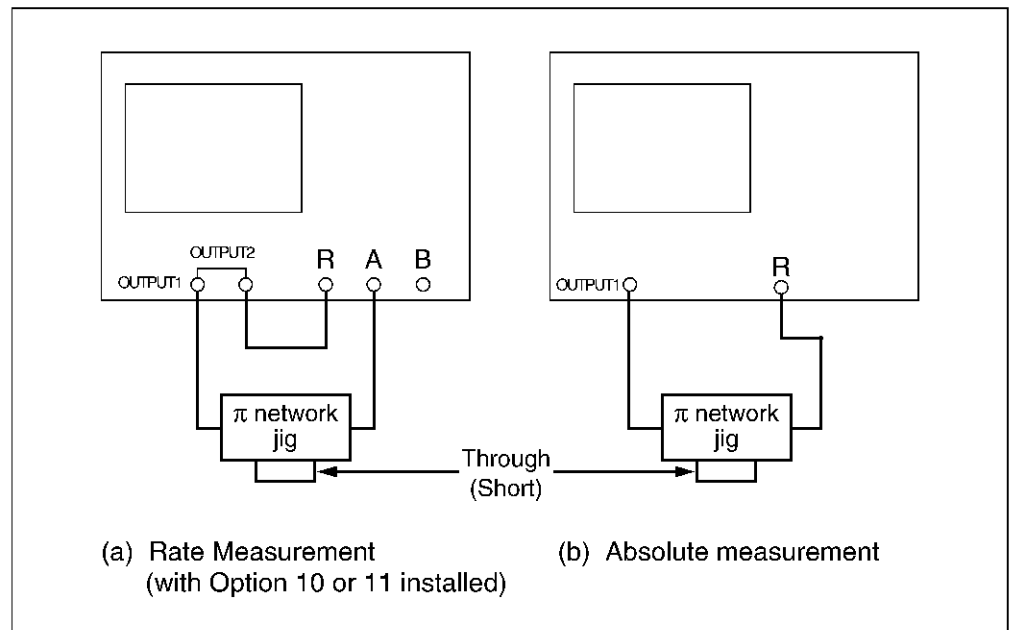 OUTPUT2
OUTPUT1
R
A
B
π network
jig
OUTPUT1
R
π network
jig
Through
(Short)
(a) Rate Measurement
(with Option 10 or 11 installed)
(b) Absolute measurement